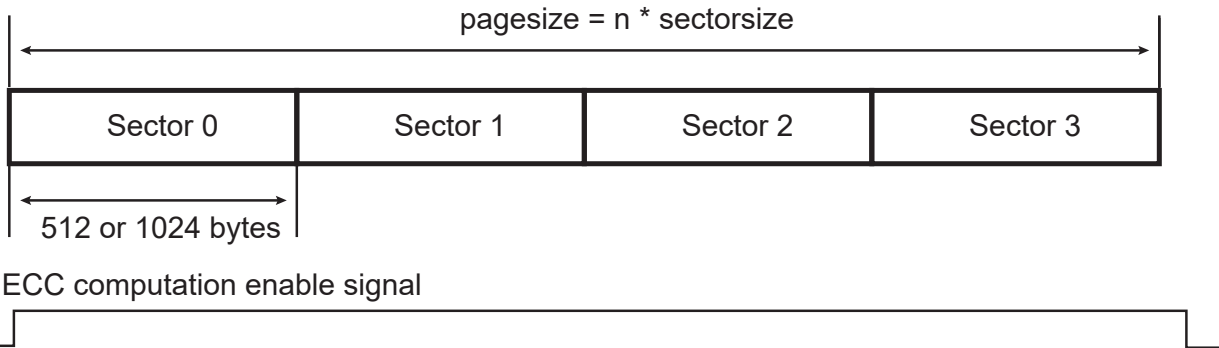 pagesize = n * sectorsize
Sector 0 Sector 1 Sector 2 Sector 3
512 or 1024 bytes
ECC computation enable signal